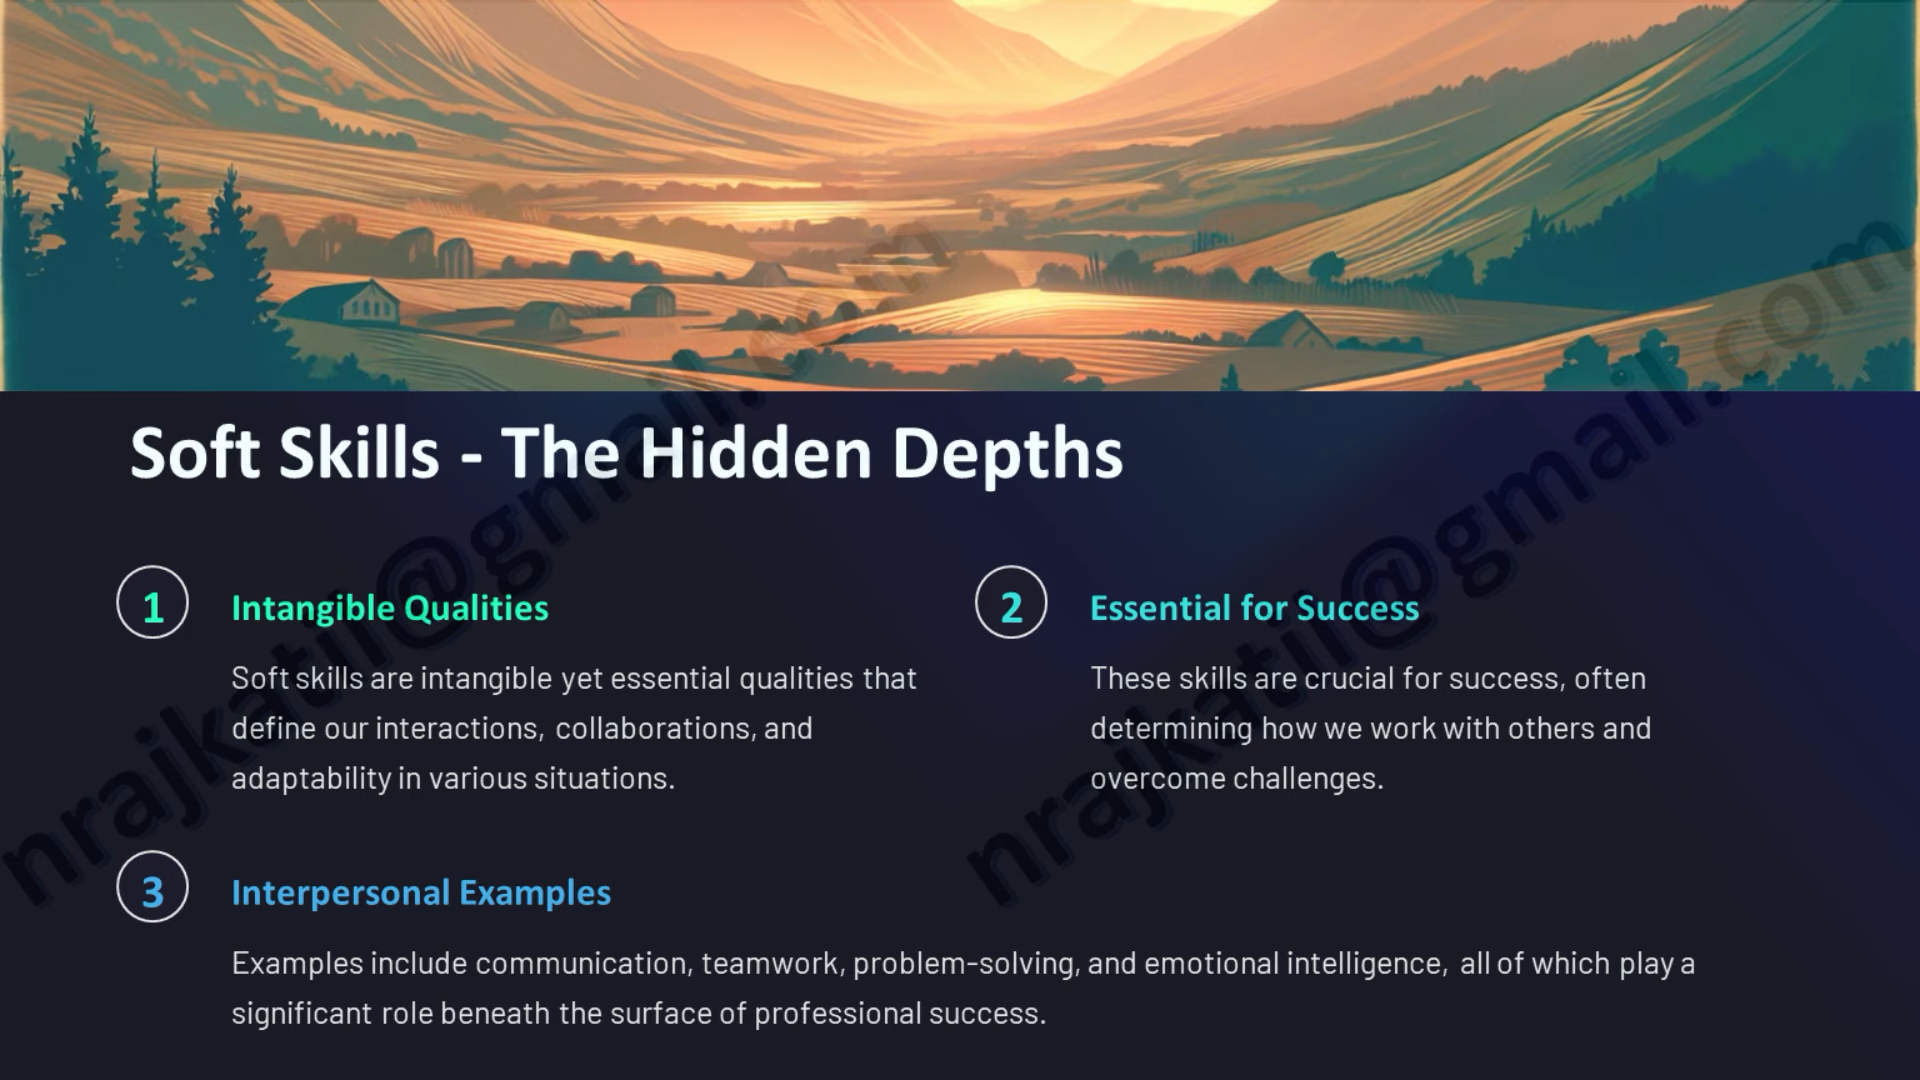 Soft Skills - The Hidden Depths
1
Intangible Qualities
Soft skills are intangible yet essential qualities that
define our interactions, collaborations, and
adaptability in various situations.
2
Essential for Success
These skills are crucial for success, often
determining how we work with others and
overcome challenges.
3
Interpersonal Examples
Examples include communication, teamwork, problem-solving, and emotional intelligence, all of which play a
significant role beneath the surface of professional success.
nrajkatil@gmail.com
nrajkatil@gmail.com